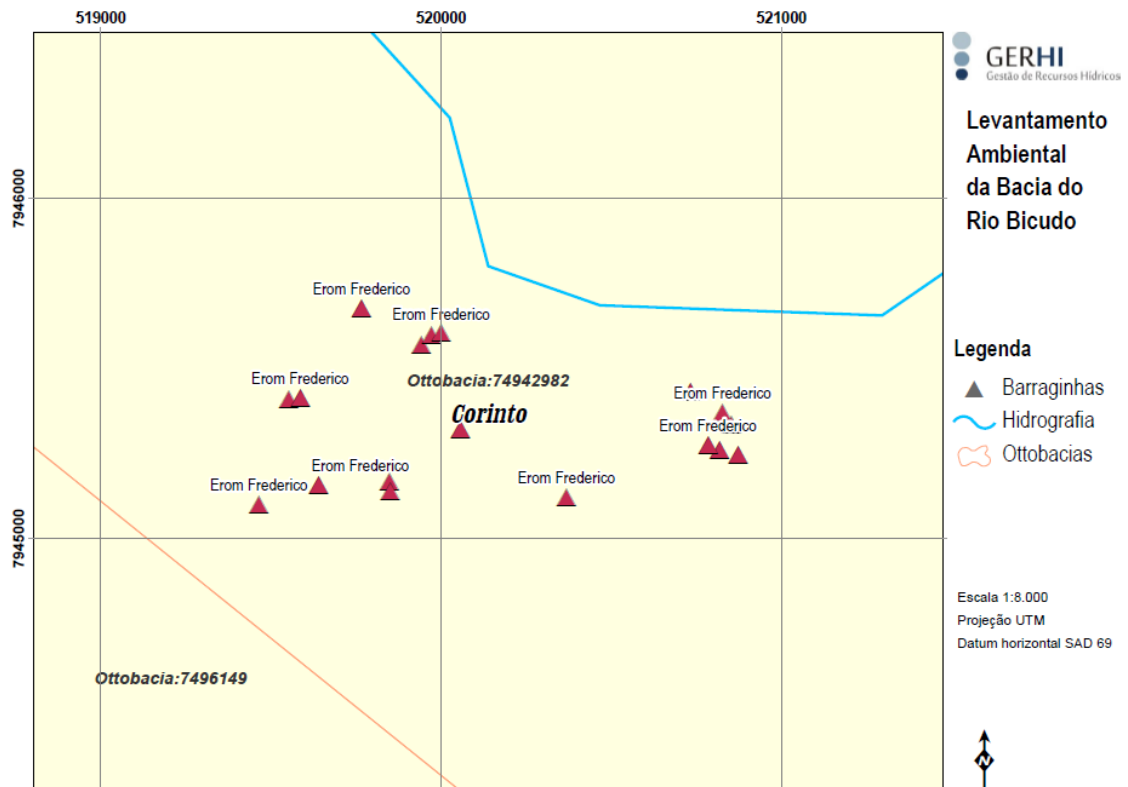 519000
520000
521000
7946000
7945000
GERHI
Gestão de Recursos Hídricos
Levantamento
Ambiental
da Bacia do
Rio Bicudo
Erom Frederico
Erom Frederico
Erom Frederico
Ottobacia:74942982
Erom Frederico
Corinto
Erom Frederico
Erom Frederico
Erom Frederico
Erom Frederico
Ottobacia:7496149
Legenda
Barraginhas
Hidrografia
Ottobacias
Escala 1:8.000
Projeção UTM
Datum horizontal SAD 69
N